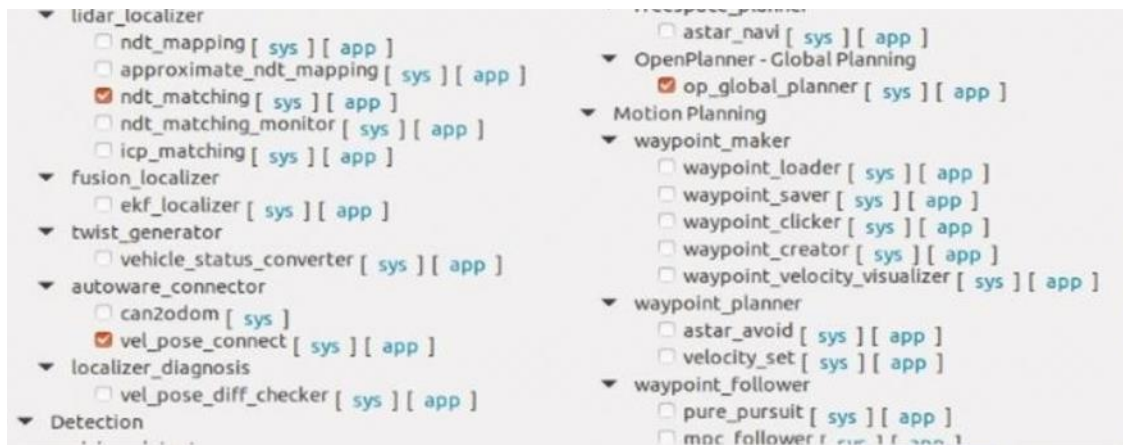 lidar_localizer
ndt_mapping [ sys ] [ app ]
approximate_ndt_mapping [ sys ] [ app ]
ndt_matching [ sys ] [ app ]
ndt_matching_monitor [ sys ] [ app ]
icp_matching [ sys ] [ app ]
fusion_localizer
ekf_localizer [ sys ] [ app ]
twist_generator
vehicle_status_converter [ sys ] [ app ]
autoware_connector
can2odom [ sys ]
vel_pose_connect [ sys ] [ app ]
localizer_diagnosis
vel_pose_diff_checker [ sys ] [ app ]
Detection
astar_navi [ sys ] [ app ]
OpenPlanner - Global Planning
op_global_planner [ sys ] [ app ]
Motion Planning
waypoint_maker
waypoint_loader [ sys ] [ app ]
waypoint_saver [ sys ] [ app ]
waypoint_clicker [ sys ] [ app ]
waypoint_creator [ sys ] [ app ]
waypoint_velocity_visualizer [ sys ] [ app ]
waypoint_planner
astar_avoid [ sys ] [ app ]
velocity_set [ sys ] [ app ]
waypoint_follower
pure_pursuit [ sys ] [ app ]
mpc_follower [ sys ] [ app ]